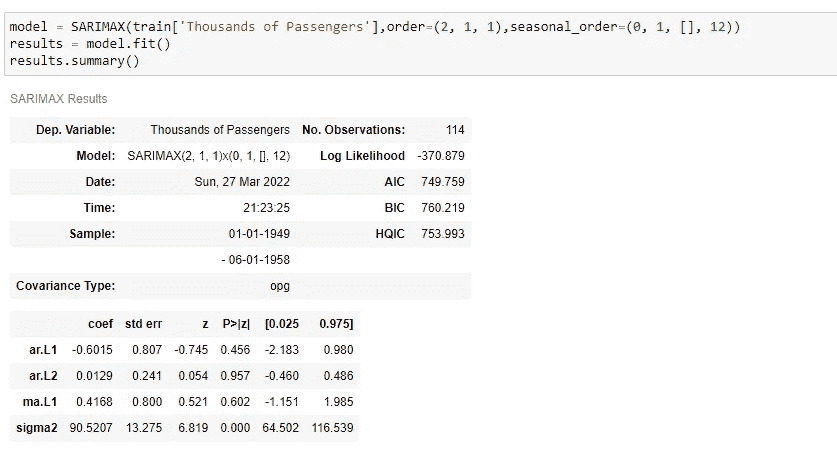 model = SARIMAX(train['Thousands of Passengers'],order=(2, 1, 1),seasonal_order=(0, 1, [], 12))
results = model.fit()
results.summary()
SARIMAX Results
Dep. Variable: Thousands of Passengers No. Observations: 114
Model: SARIMAX(2, 1, 1)x(0, 1, [], 12) Log Likelihood -370.879
Date: Sun, 27 Mar 2022 AIC 749.759
Time: 21:23:25 BIC 760.219
Sample: 01-01-1949 HQIC 753.993
- 06-01-1958
Covariance Type: opg
coef std err z P>|z| [0.025 0.975]
ar.L1 -0.6015 0.807 -0.745 0.456 -2.183 0.980
ar.L2 0.0129 0.241 0.054 0.957 -0.460 0.486
ma.L1 0.4168 0.800 0.521 0.602 -1.151 1.985
sigma2 90.5207 13.275 6.819 0.000 64.502 116.539